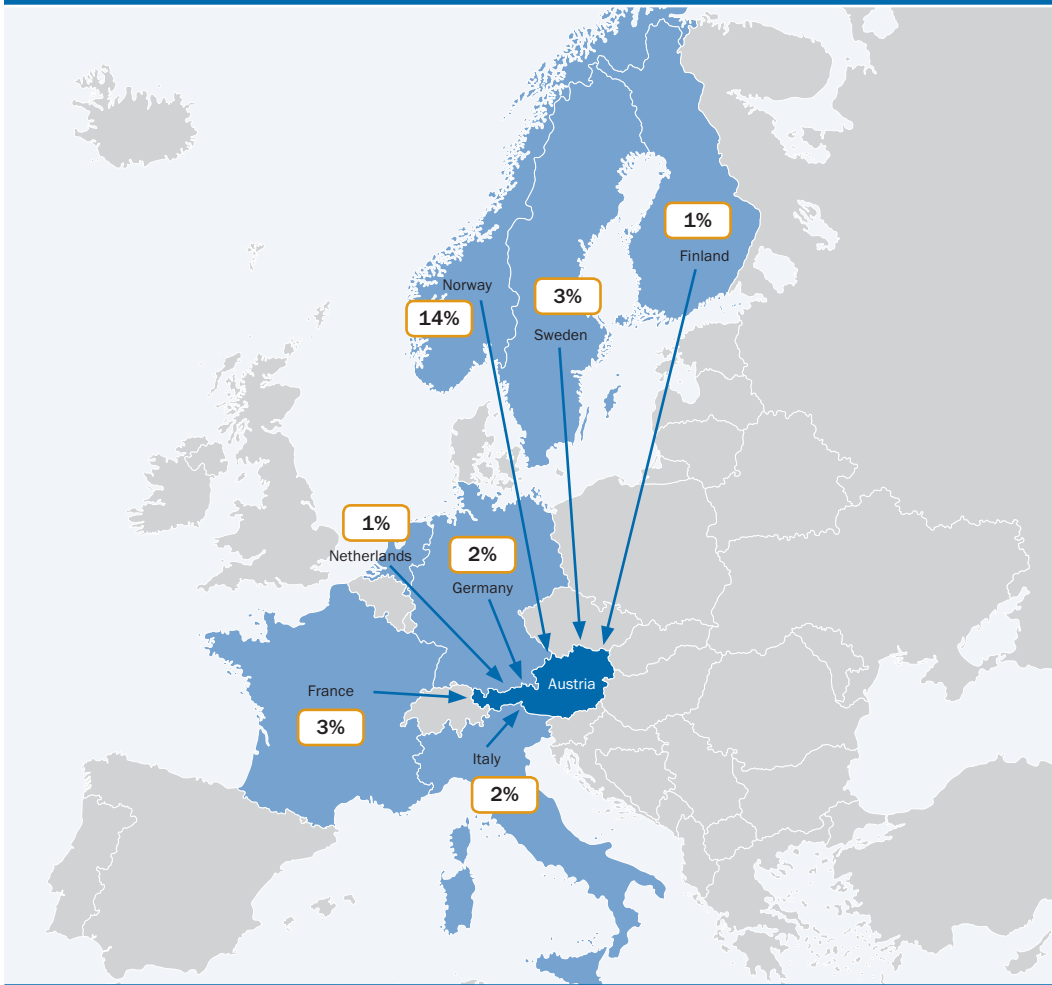 1%
Finland
Norway
14%
3%
Sweden
1%
Netherlands
2%
Germany
Austria
France
3%
Italy
2%